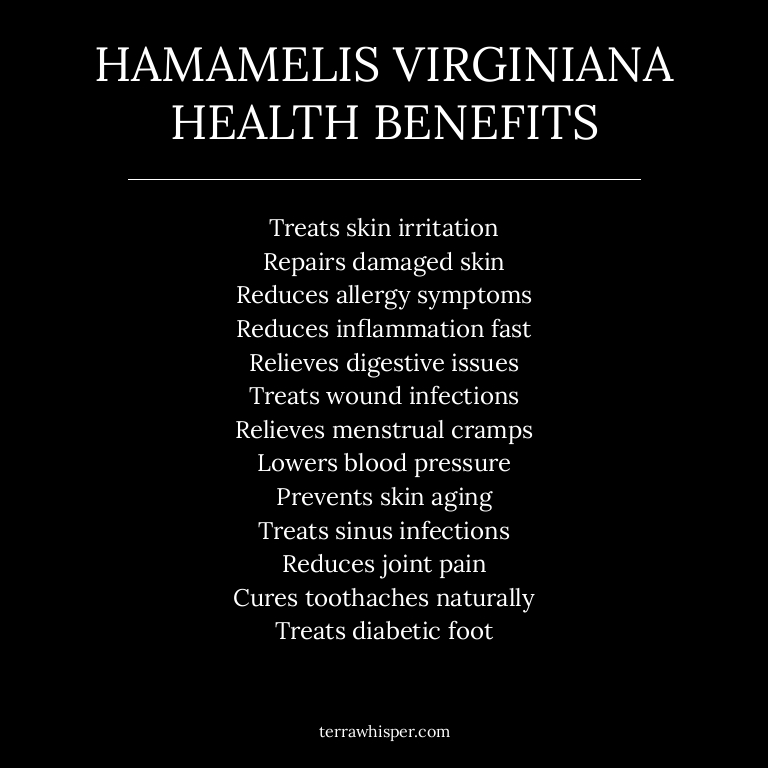 HAMAMELIS VIRGINIANA
HEALTH BENEFITS
Treats skin irritation
Repairs damaged skin
Reduces allergy symptoms
Reduces inflammation fast
Relieves digestive issues
Treats wound infections
Relieves menstrual cramps
Lowers blood pressure
Prevents skin aging
Treats sinus infections
Reduces joint pain
Cures toothaches naturally
Treats diabetic foot
terrawhisper.com